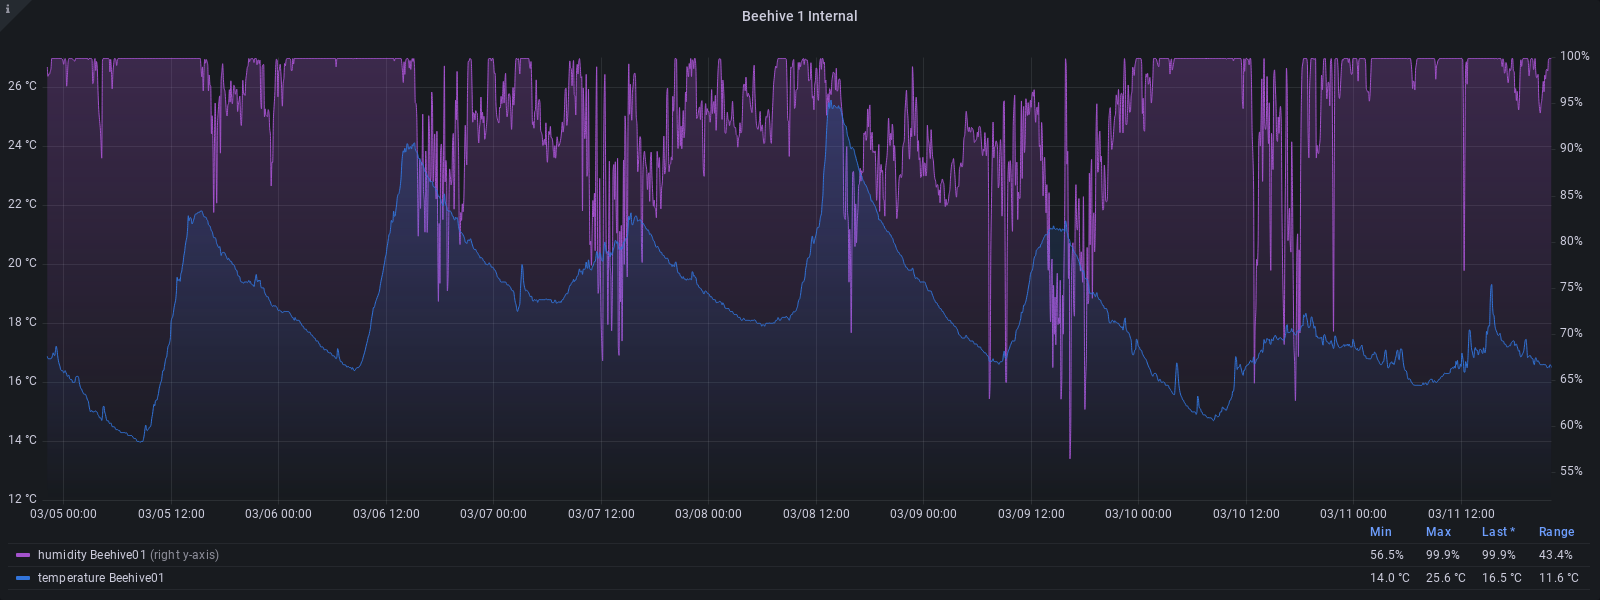 i
Beehive 1 Internal
100%
26 °C
95%
24 °C
90%
22 °C
85%
80%
20 °C
75%
18 °C
70%
16 °C
65%
14 °C
60%
55%
12 °C
03/05 00:00 03/05 12:00 03/06 00:00 03/06 12:00 03/07 00:00 03/07 12:00 03/08 00:00 03/08 12:00 03/09 00:00 03/09 12:00 03/10 00:00 03/10 12:00 03/11 00:00 03/11 12:00
Min Max Last * Range
humidity Beehive01 (right y-axis) 56.5% 99.9% 99.9% 43.4%
temperature Beehive01 14.0 °C 25.6 °C 16.5 °C 11.6 °C